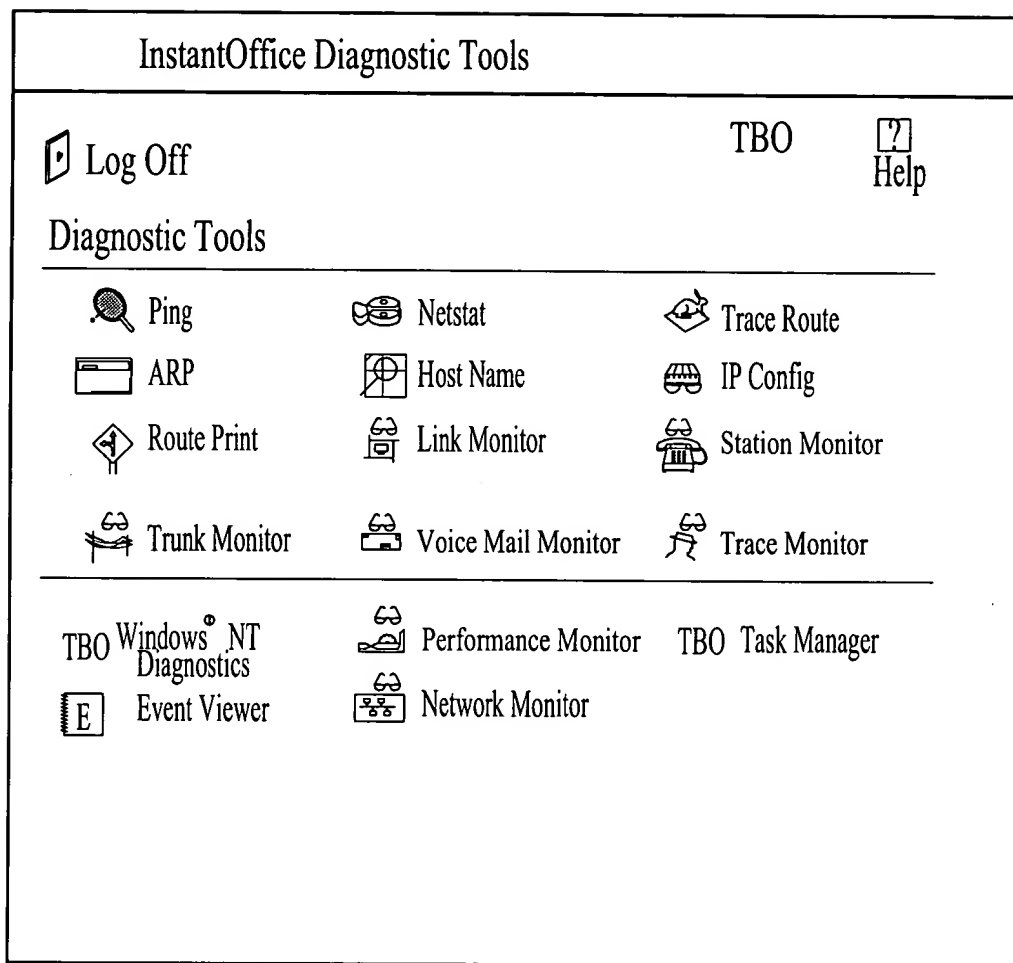 InstantOffice Diagnostic Tools
Log Off
TBO
?
Help
Diagnostic Tools
Ping
Netstat
Trace Route
ARP
Host Name
IP Config
Route Print
Link Monitor
Station Monitor
Trunk Monitor
Voice Mail Monitor
Trace Monitor
TBO Windows® NT
Diagnostics
Performance Monitor
TBO Task Manager
E Event Viewer
Network Monitor